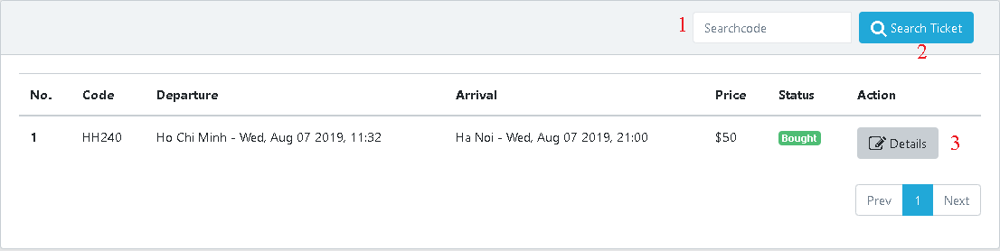 1 Searchcode Search Ticket
2
No. Code Departure Arrival Price Status Action
1 HH240 Ho Chi Minh - Wed, Aug 07 2019, 11:32 Ha Noi - Wed, Aug 07 2019, 21:00 $50 Bought Details 3
Prev 1 Next